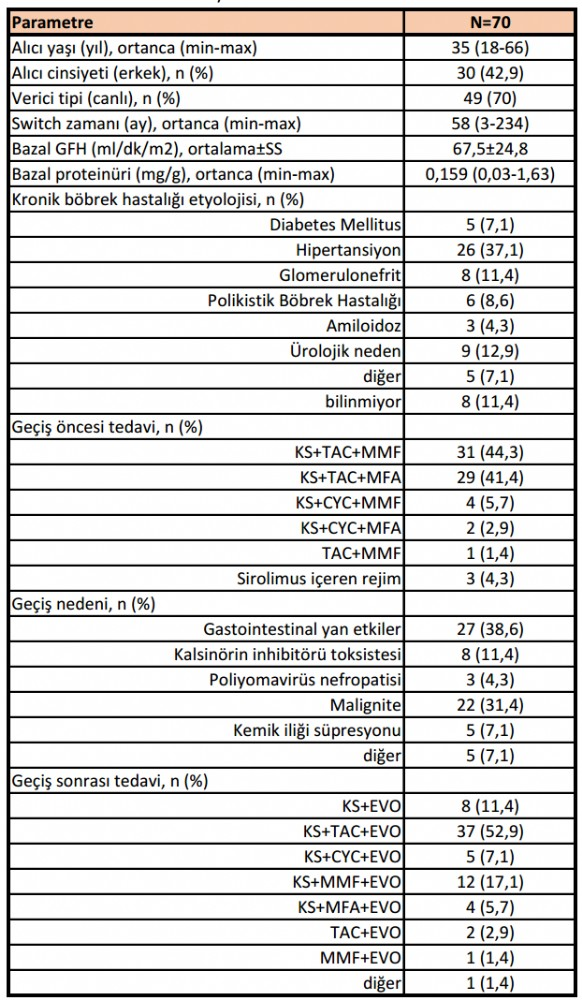 Parametre N=70
Alıcı yaşı (yıl), ortanca (min-max) 35 (18-66)
Alıcı cinsiyeti (erkek), n (%) 30 (42,9)
Verici tipi (canlı), n (%) 49 (70)
Switch zamanı (ay), ortanca (min-max) 58 (3-234)
Bazal GFH (ml/dk/m2), ortalama±SS 67,5±24,8
Bazal proteinüri (mg/g), ortanca (min-max) 0,159 (0,03-1,63)
Kronik böbrek hastalığı etyolojisi, n (%)
Diabetes Mellitus 5 (7,1)
Hipertansiyon 26 (37,1)
Glomerulonefrit 8 (11,4)
Polikistik Böbrek Hastalığı 6 (8,6)
Amiloidoz 3 (4,3)
Ürolojik neden 9 (12,9)
diğer 5 (7,1)
bilinmiyor 8 (11,4)
Geçiş öncesi tedavi, n (%)
KS+TAC+MMF 31 (44,3)
KS+TAC+MFA 29 (41,4)
KS+CYC+MMF 4 (5,7)
KS+CYC+MFA 2 (2,9)
TAC+MMF 1 (1,4)
Sirolimus içeren rejim 3 (4,3)
Geçiş nedeni, n (%)
Gastointestinal yan etkiler 27 (38,6)
Kalsinörin inhibitörü toksistesi 8 (11,4)
Poliyomavirüs nefropatisi 3 (4,3)
Malignite 22 (31,4)
Kemik iliği süpresyonu 5 (7,1)
diğer 5 (7,1)
Geçiş sonrası tedavi, n (%)
KS+EVO 8 (11,4)
KS+TAC+EVO 37 (52,9)
KS+CYC+EVO 5 (7,1)
KS+MMF+EVO 12 (17,1)
KS+MFA+EVO 4 (5,7)
TAC+EVO 2 (2,9)
MMF+EVO 1 (1,4)
diğer 1 (1,4)